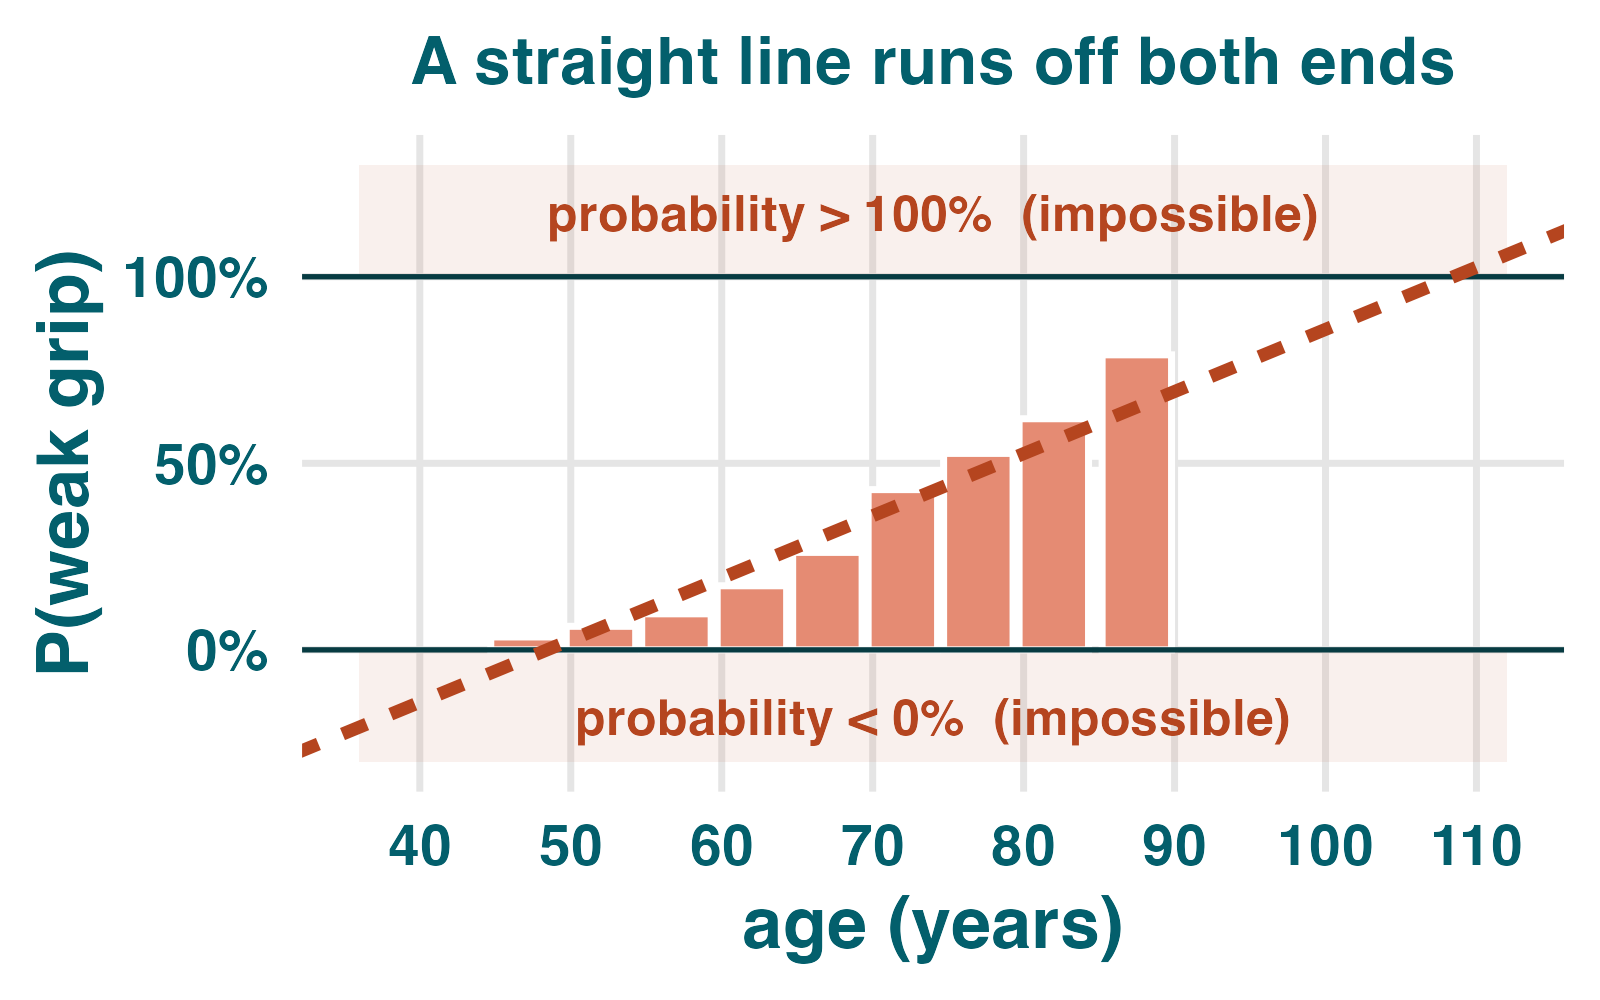 A straight line runs off both ends
probability > 100% (impossible)
100%
50%
0%
P(weak grip)
probability < 0% (impossible)
40 50 60 70 80 90 100 110
age (years)